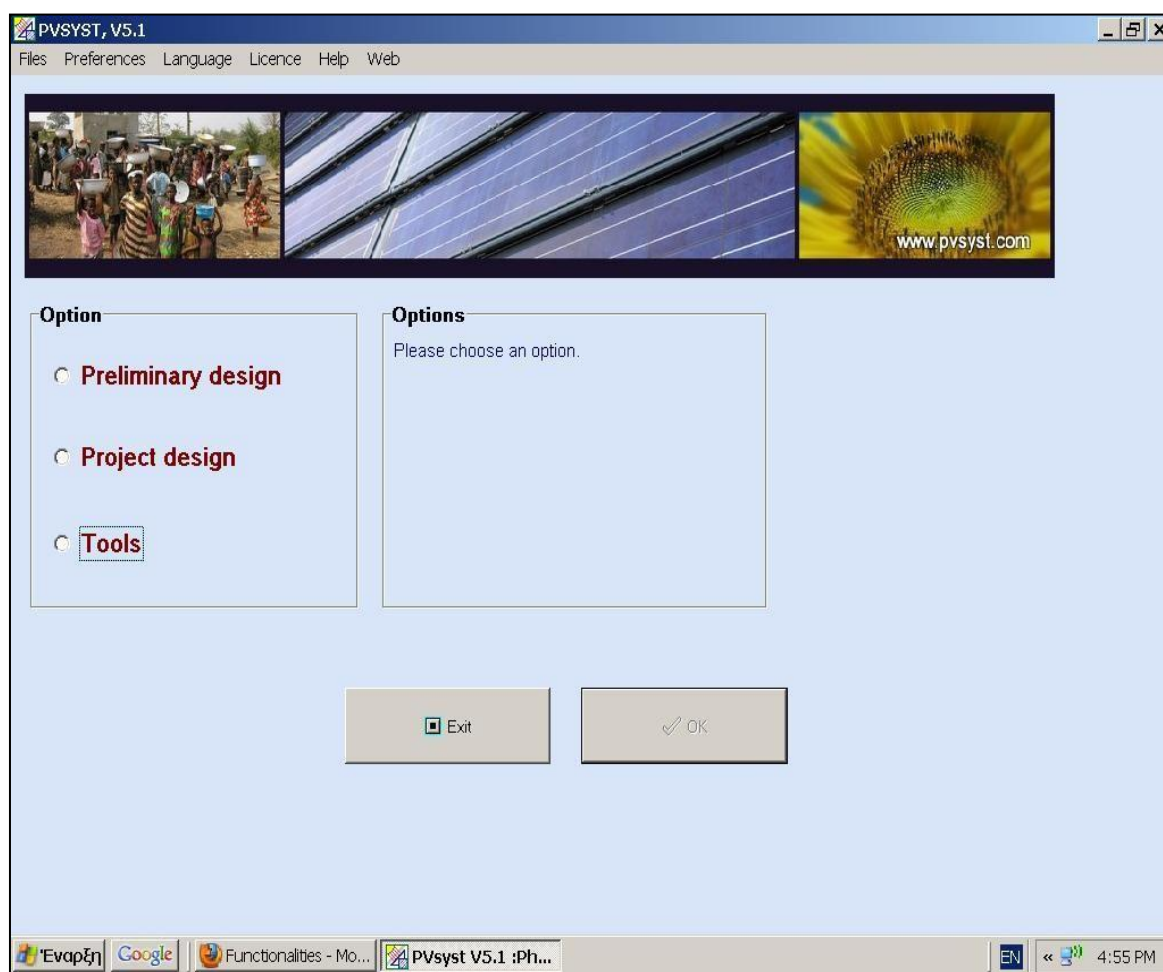 PVSYST, V5.1
Files Preferences Language Licence Help Web
www.pvsyst.com
Option
Preliminary design
Project design
Tools
Options
Please choose an option.
Exit
OK
Έναρξη Google Functionalities - Mo... PVsyst V5.1 :Ph... EN « 4:55 PM